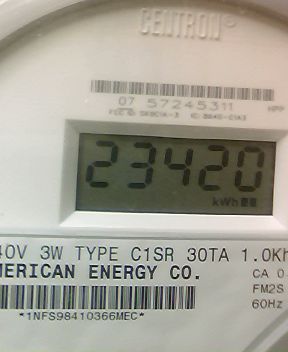 CENTRON®
07 57245311
23420
kWh
40V 3W TYPE C1SR 30TA 1.0Kh
MERICAN ENERGY CO.
CA 0.
FM2S
60Hz
*1NFS98410366MEC*